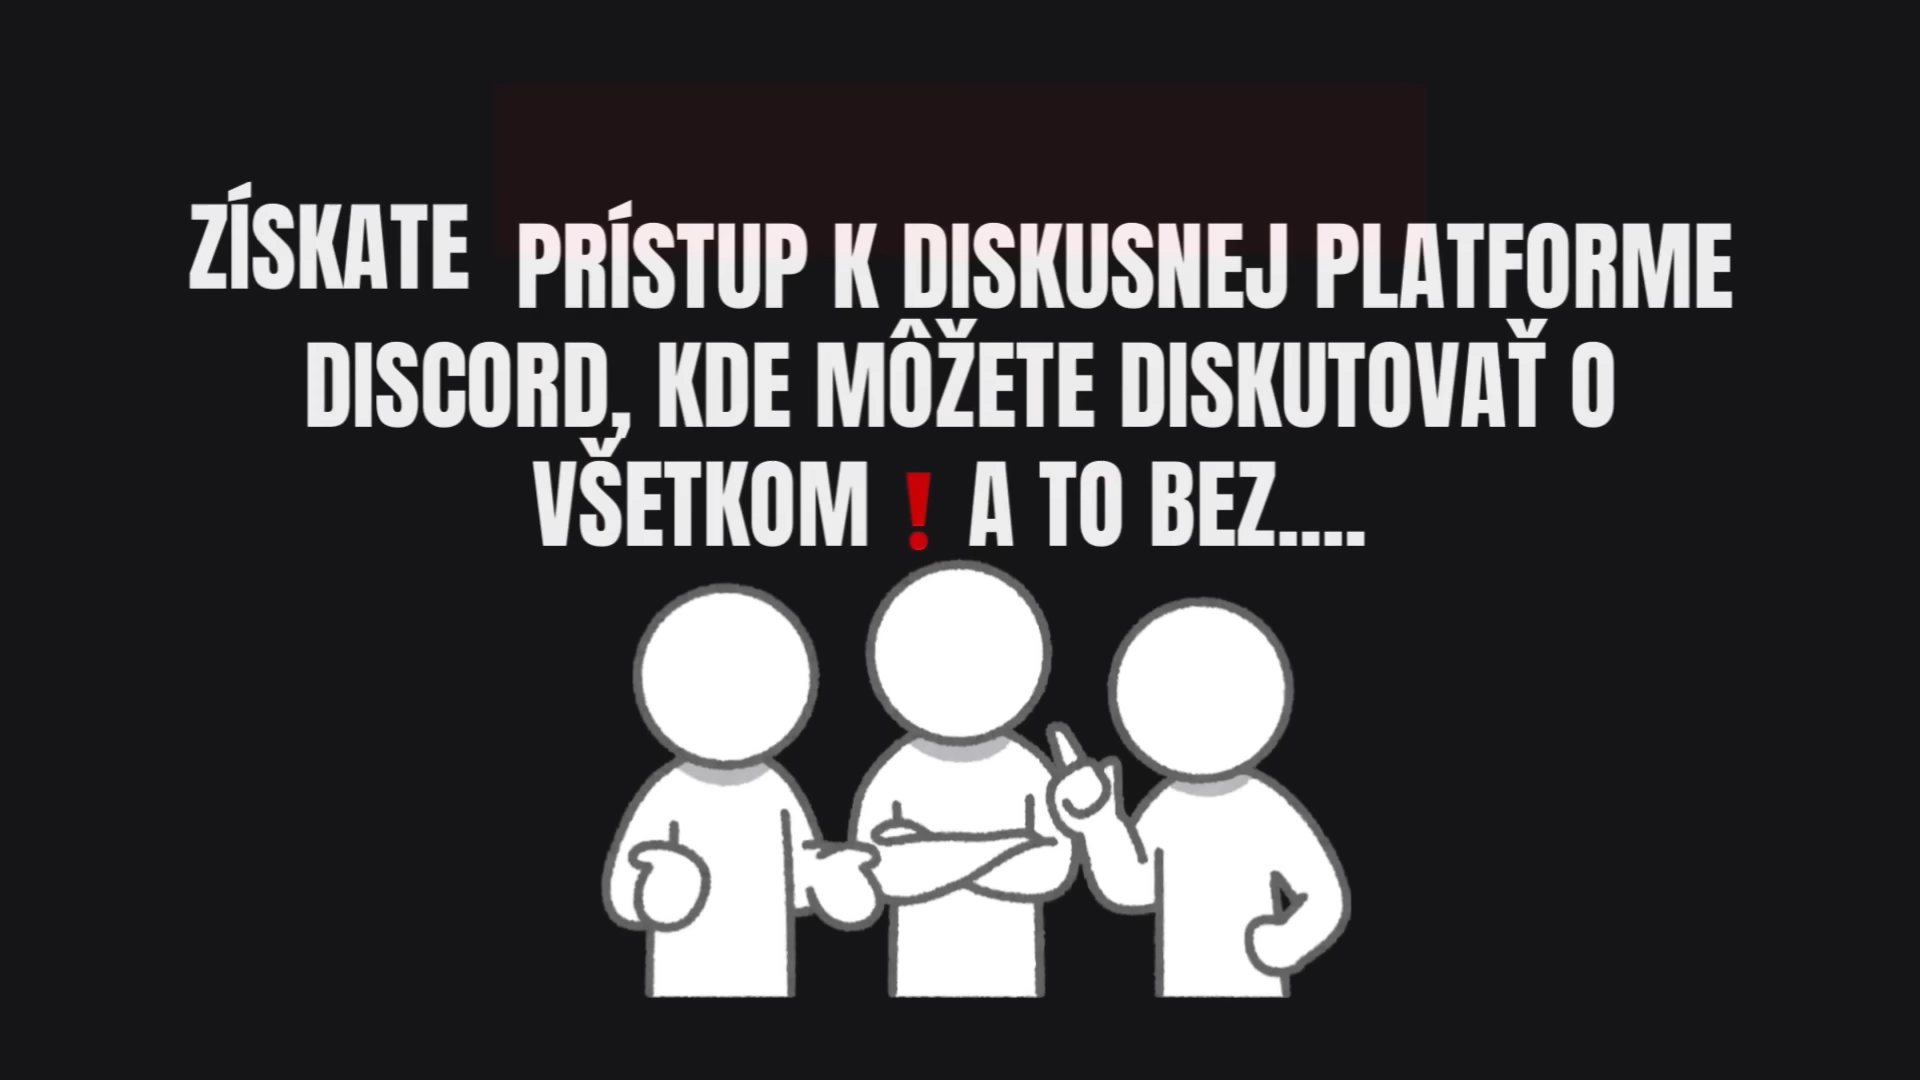 ZÍSKATE PRÍSTUP K DISKUSNEJ PLATFORME
DISCORD, KDE MÔŽETE DISKUTOVAŤ O
VŠETKOM❗A TO BEZ....